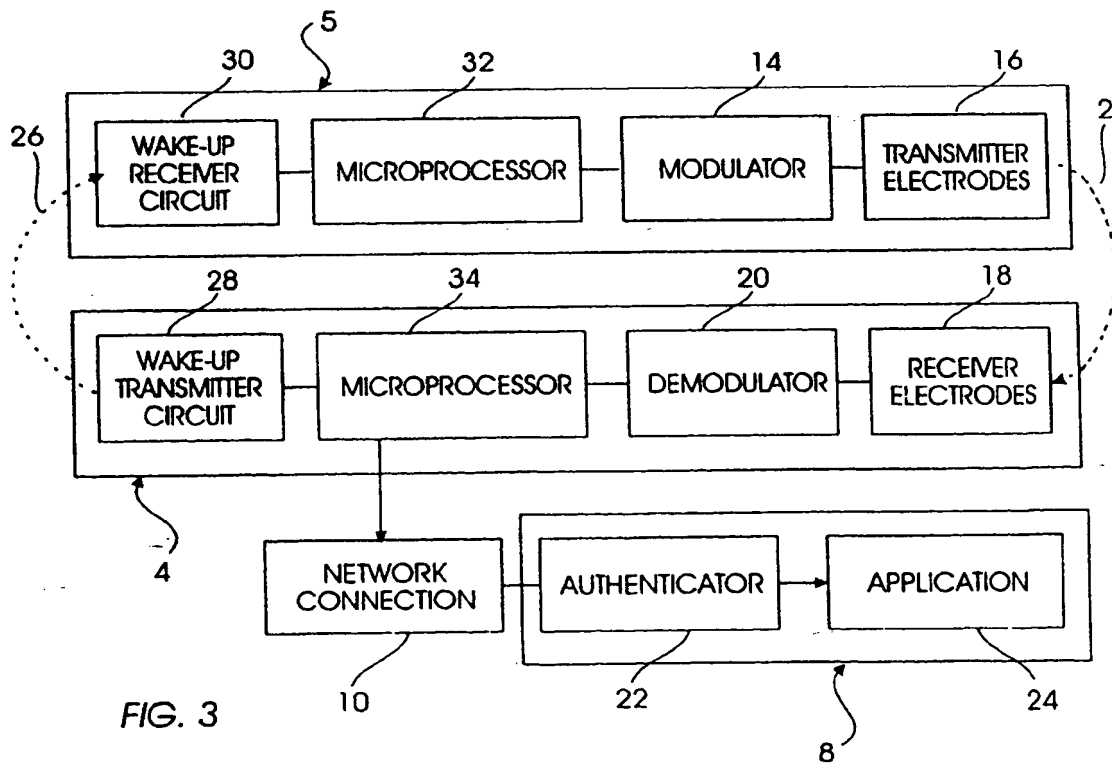 5
30
32
14
16
2
26
WAKE-UP
RECEIVER
CIRCUIT
MICROPROCESSOR
MODULATOR
TRANSMITTER
ELECTRODES
28
34
20
18
WAKE-UP
TRANSMITTER
CIRCUIT
MICROPROCESSOR
DEMODULATOR
RECEIVER
ELECTRODES
4
NETWORK
CONNECTION
AUTHENTICATOR
APPLICATION
10
22
24
8
FIG. 3